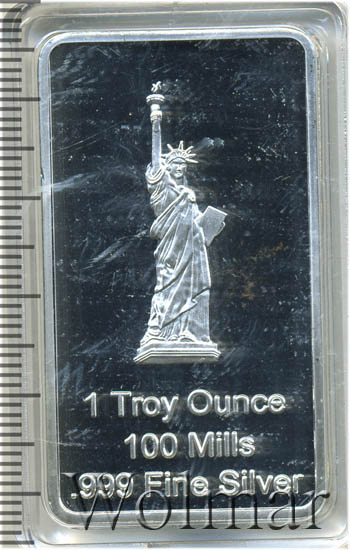 1 Troy Ounce
100 Mills
.999 Fine Silver
Wolmar